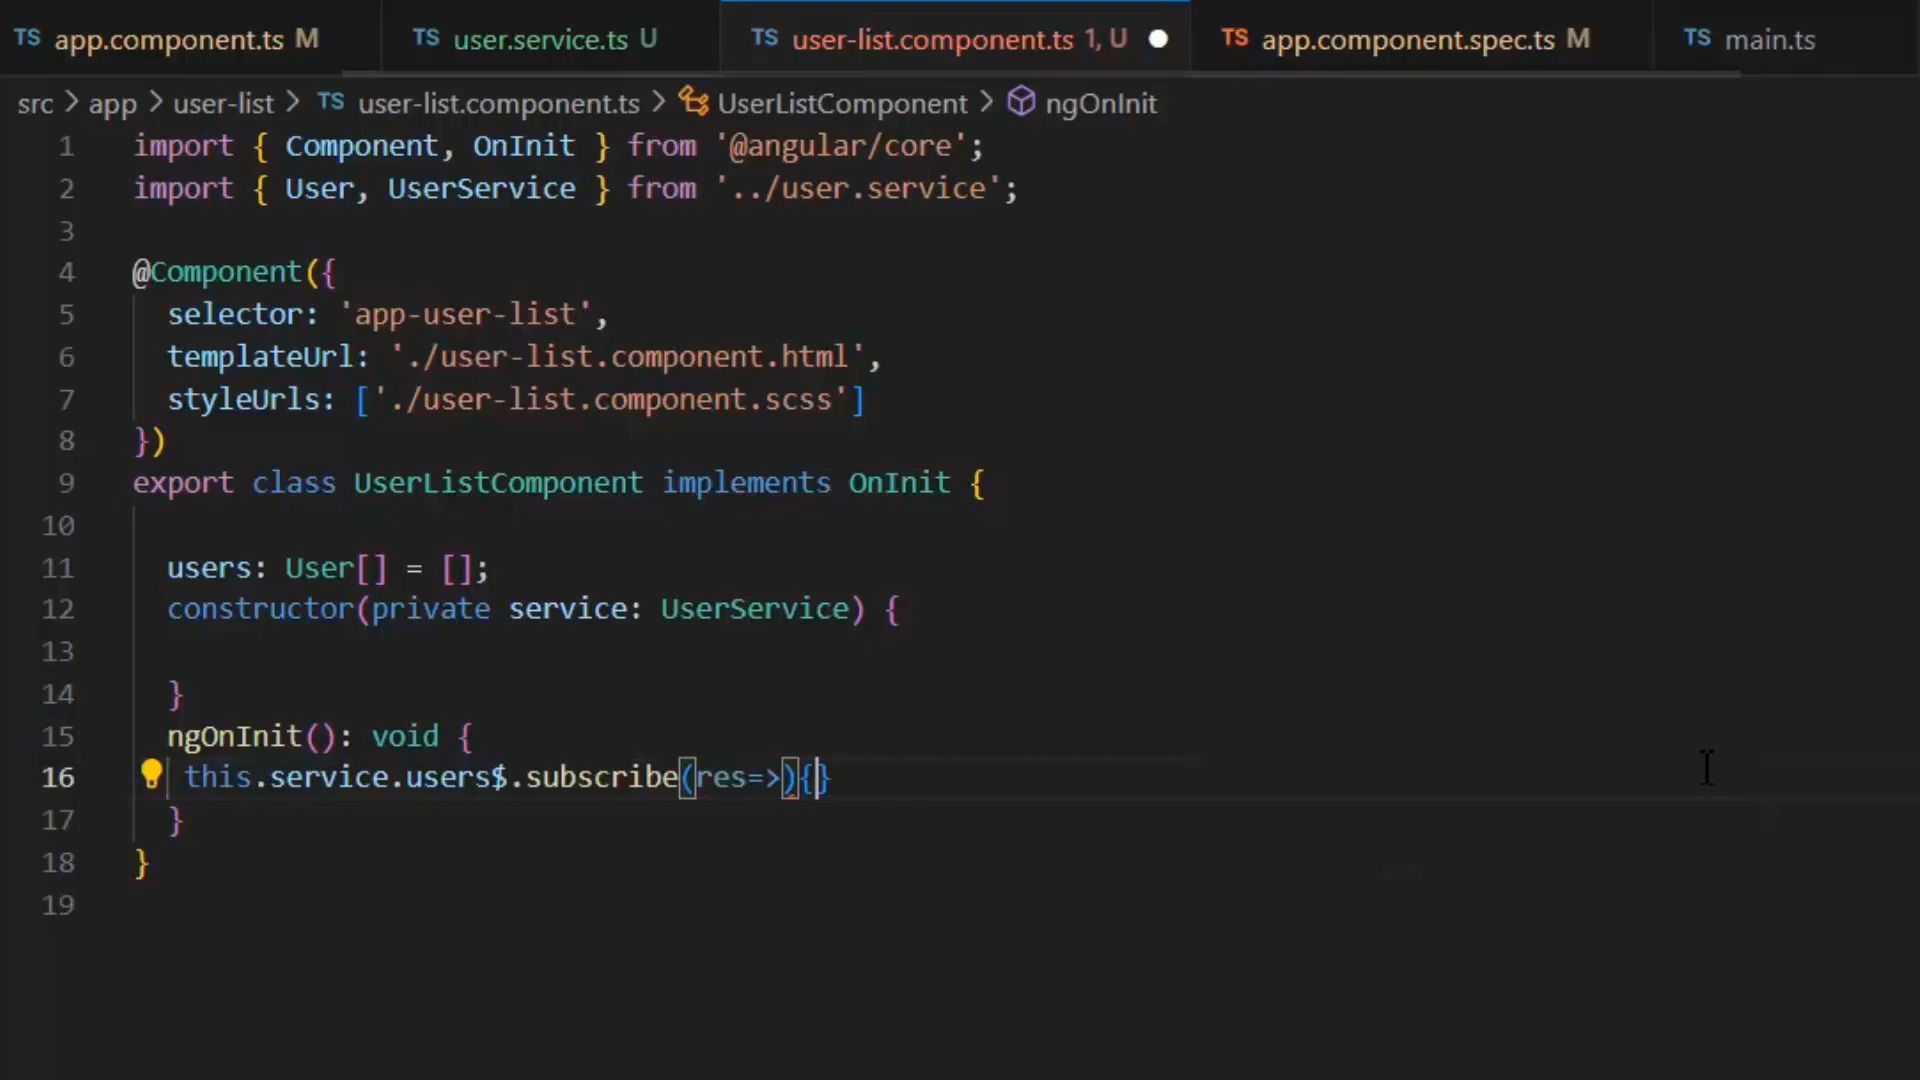 TS app.component.ts M TS user.service.ts U TS user-list.component.ts 1, U TS app.component.spec.ts M TS main.ts
src > app > user-list > TS user-list.component.ts > UserListComponent > ngOnInit
1 import { Component, OnInit } from '@angular/core';
2 import { User, UserService } from '../user.service';
3
4 @Component({
5 selector: 'app-user-list',
6 templateUrl: './user-list.component.html',
7 styleUrls: ['./user-list.component.scss']
8 })
9 export class UserListComponent implements OnInit {
10
11 users: User[] = [];
12 constructor(private service: UserService) {
13
14 }
15 ngOnInit(): void {
16 this.service.users$.subscribe(res=>){}
17 }
18 }
19